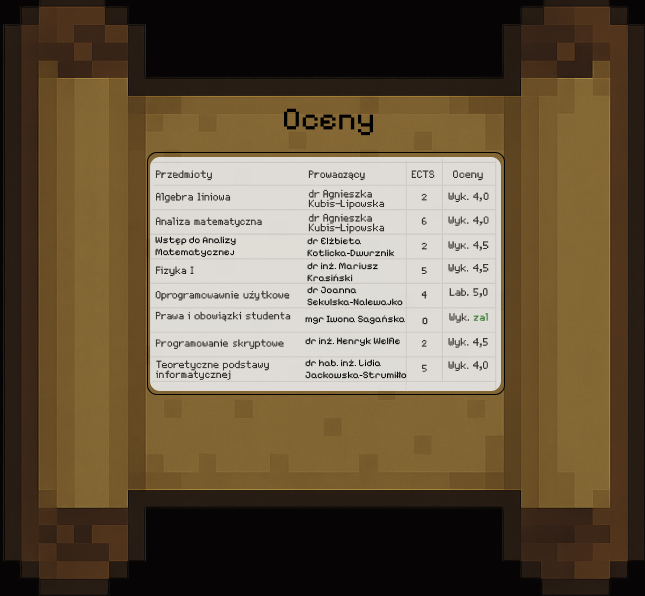 Oceny
Przedmioty Prowadzący ECTS Oceny
Algebra liniowa dr Agnieszka Kubis-Lipowska 2 Wyk. 4,0
Analiza matematyczna dr Agnieszka Kubis-Lipowska 6 Wyk. 4,0
Wstęp do Analizy Matematycznej dr Elżbieta Kotlicka-Dwurznik 2 Wyk. 4,5
Fizyka I dr inż. Mariusz Krasiński 5 Wyk. 4,5
Oprogramowawnie użytkowe dr Joanna Sekulska-Nalewajko 4 Lab. 5,0
Prawa i obowiązki studenta mgr Iwona Sagańska 0 Wyk. zal
Programowanie skryptowe dr inż. Henryk Welfle 2 Wyk. 4,5
Teoretyczne podstawy informatycznej dr hab. inż. Lidia Jackowska-Strumiłło 5 Wyk. 4,0